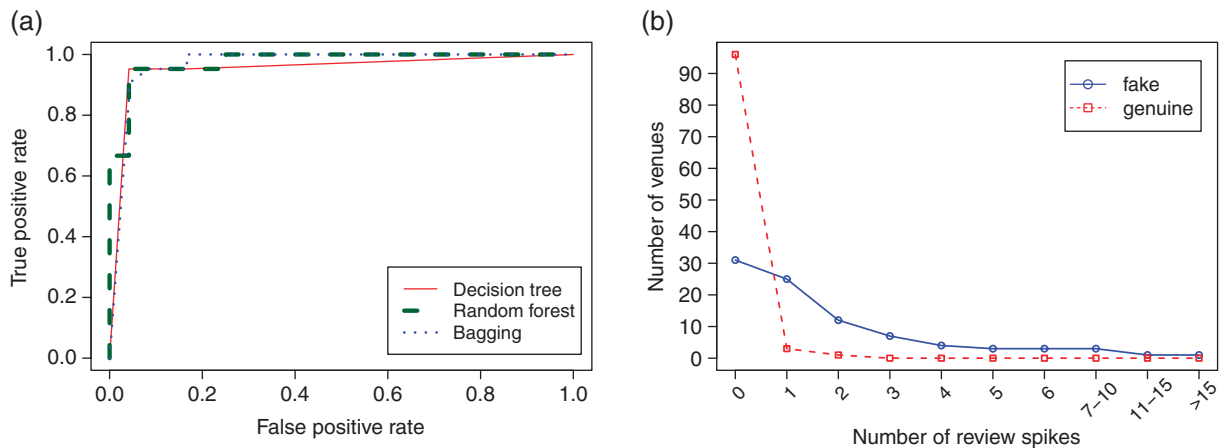 (a)
True positive rate
1.0
0.8
0.6
0.4
0.2
0.0
Decision tree
Random forest
Bagging
0.0 0.2 0.4 0.6 0.8 1.0
False positive rate
(b)
Number of venues
90
80
70
60
50
40
30
20
10
0
fake
genuine
0 1 2 3 4 5 6 7–10 11–15 >15
Number of review spikes